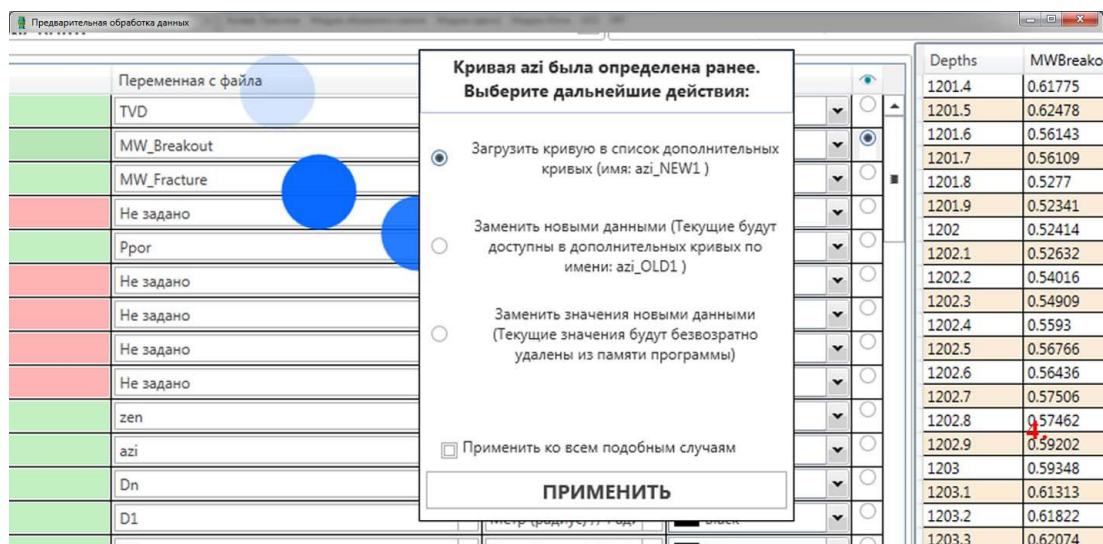 Предварительная обработка данных
Переменная с файла
TVD
MW_Breakout
MW_Fracture
Не задано
Ppor
Не задано
Не задано
Не задано
Не задано
zen
azi
Dn
D1
Кривая azi была определена ранее.
Выберите дальнейшие действия:
Загрузить кривую в список дополнительных
кривых (имя: azi_NEW1 )
Заменить новыми данными (Текущие будут
доступны в дополнительных кривых по
имени: azi_OLD1 )
Заменить значения новыми данными
(Текущие значения будут безвозратно
удалены из памяти программы)
Применить ко всем подобным случаям
ПРИМЕНИТЬ
Black
Depths MWBreako
1201.4 0.61775
1201.5 0.62478
1201.6 0.56143
1201.7 0.56109
1201.8 0.5277
1201.9 0.52341
1202 0.52414
1202.1 0.52632
1202.2 0.54016
1202.3 0.54909
1202.4 0.5593
1202.5 0.56766
1202.6 0.56436
1202.7 0.57506
1202.8 0.57462
4.
1202.9 0.59202
1203 0.59348
1203.1 0.61313
1203.2 0.61822
1203.3 0.62074